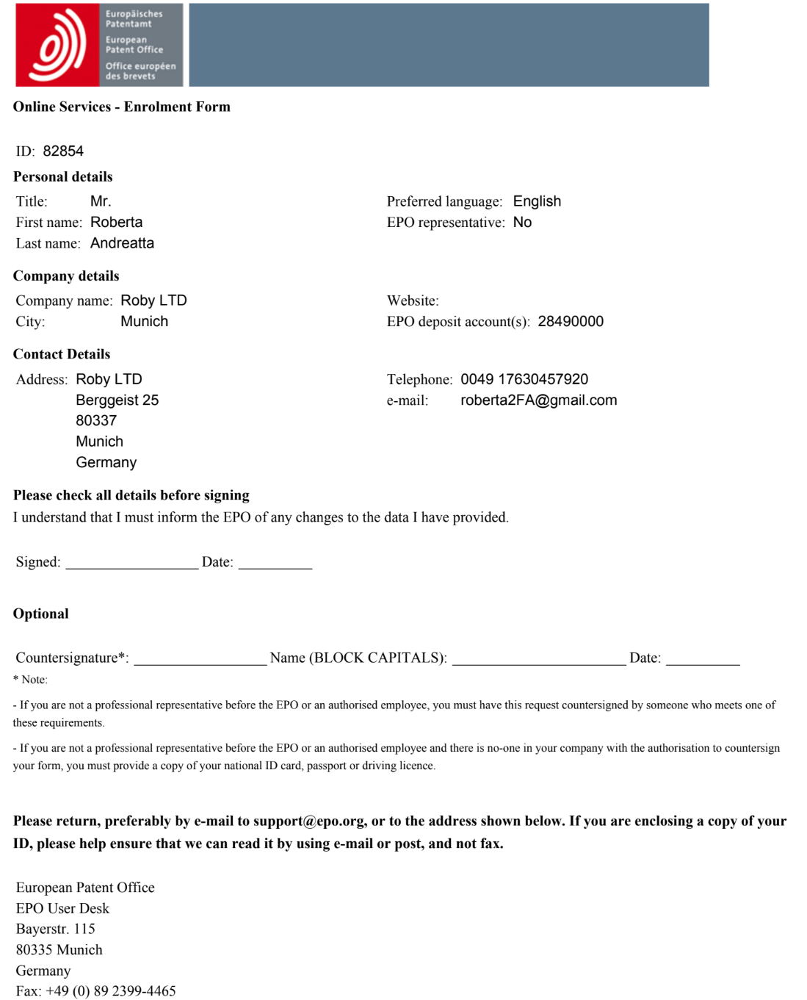 Europäisches
Patentamt
European
Patent Office
Office européen
des brevets
Online Services - Enrolment Form
ID: 82854
Personal details
Title: Mr. Preferred language: English
First name: Roberta EPO representative: No
Last name: Andreatta
Company details
Company name: Roby LTD Website:
City: Munich EPO deposit account(s): 28490000
Contact Details
Address: Roby LTD Telephone: 0049 17630457920
Berggeist 25 e-mail: roberta2FA@gmail.com
80337
Munich
Germany
Please check all details before signing
I understand that I must inform the EPO of any changes to the data I have provided.
Signed: __________________ Date: __________
Optional
Countersignature*: __________________ Name (BLOCK CAPITALS): ________________________ Date: __________
* Note:
- If you are not a professional representative before the EPO or an authorised employee, you must have this request countersigned by someone who meets one of
these requirements.
- If you are not a professional representative before the EPO or an authorised employee and there is no-one in your company with the authorisation to countersign
your form, you must provide a copy of your national ID card, passport or driving licence.
Please return, preferably by e-mail to support@epo.org, or to the address shown below. If you are enclosing a copy of your
ID, please help ensure that we can read it by using e-mail or post, and not fax.
European Patent Office
EPO User Desk
Bayerstr. 115
80335 Munich
Germany
Fax: +49 (0) 89 2399-4465